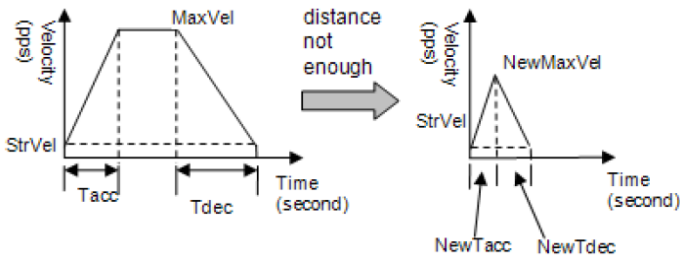 Velocity
(pps)
MaxVel
StrVel
Tacc
Tdec
Time
(second)
distance
not
enough
Velocity
(pps)
NewMaxVel
StrVel
Time
(second)
NewTacc
NewTdec